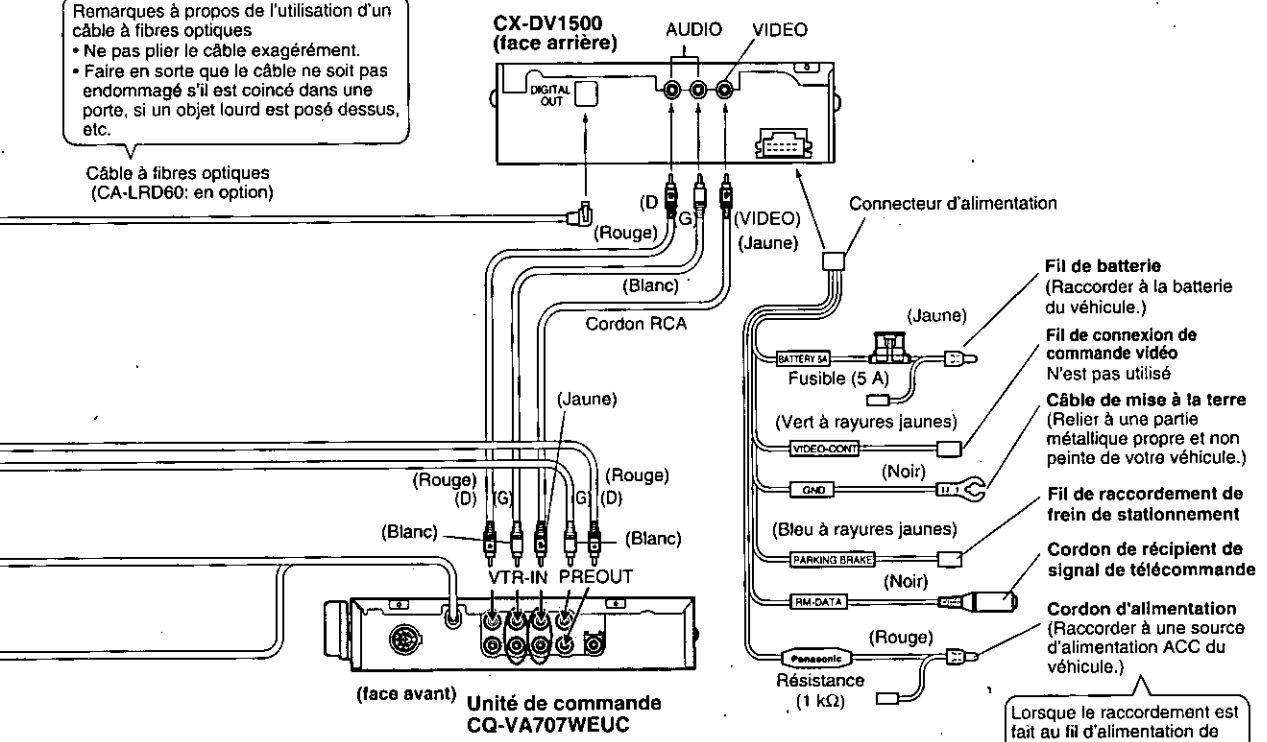 Remarques à propos de l'utilisation d'un
câble à fibres optiques
• Ne pas plier le câble exagérément.
• Faire en sorte que le câble ne soit pas
endommagé s'il est coincé dans une
porte, si un objet lourd est posé dessus,
etc.
Câble à fibres optiques
(CA-LRD60: en option)
CX-DV1500
(face arrière)
AUDIO
VIDEO
DIGITAL
OUT
(D
(G)
(VIDEO)
(Rouge)
(Jaune)
(Blanc)
Cordon RCA
Connecteur d'alimentation
Fil de batterie
(Raccorder à la batterie
du véhicule.)
(Jaune)
BATTERY 5A
Fusible (5 A)
Fil de connexion de
commande vidéo
N'est pas utilisé
(Vert à rayures jaunes)
VIDEO-CONT
Câble de mise à la terre
(Relier à une partie
métallique propre et non
peinte de votre véhicule.)
(Noir)
GND
Fil de raccordement de
frein de stationnement
(Bleu à rayures jaunes)
PARKING BRAKE
Cordon de récipient de
signal de télécommande
(Noir)
RM-DATA
Cordon d'alimentation
(Raccorder à une source
d'alimentation ACC du
véhicule.)
(Rouge)
Panasonic
Résistance
(1 kΩ)
Lorsque le raccordement est
fait au fil d'alimentation de
(Jaune)
(Rouge)
(D)
(G)
G)
(D)
(Rouge)
(Blanc)
(Blanc)
VTR-IN
PREOUT
(face avant)
Unité de commande
CQ-VA707WEUC